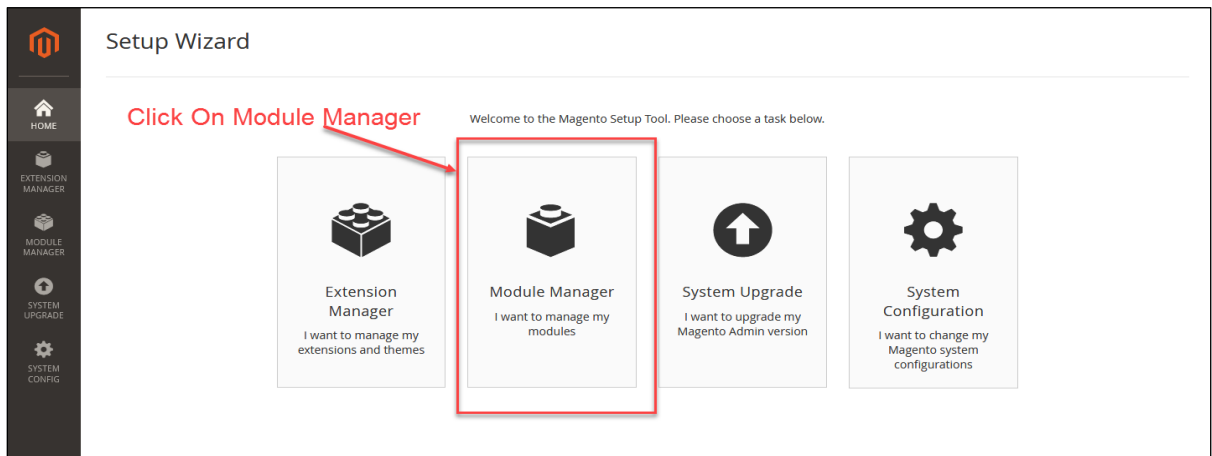 Setup Wizard
HOME
EXTENSION
MANAGER
MODULE
MANAGER
SYSTEM
UPGRADE
SYSTEM
CONFIG
Click On Module Manager
Welcome to the Magento Setup Tool. Please choose a task below.
Extension
Manager
I want to manage my
extensions and themes
Module Manager
I want to manage my
modules
System Upgrade
I want to upgrade my
Magento Admin version
System
Configuration
I want to change my
Magento system
configurations